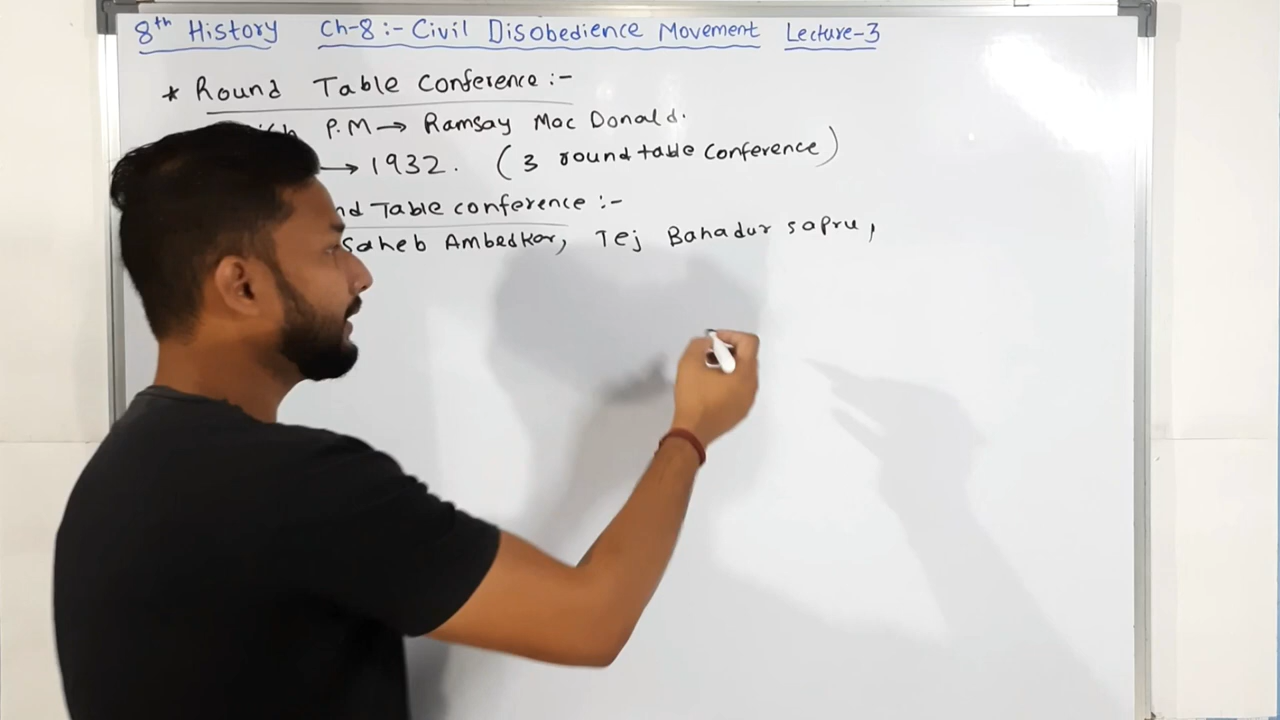 8th History Ch-8 :- Civil Disobedience Movement Lecture-3
* Round Table Conference :-
P.M → Ramsay Mac Donald.
→ 1932. (3 round table Conference)
Table conference :-
Saheb Ambedkar, Tej Bahadur sapru,